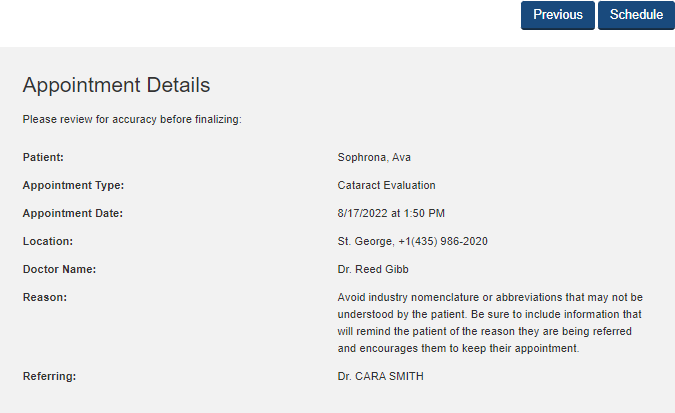 Previous Schedule
Appointment Details
Please review for accuracy before finalizing:
Patient: Sophrona, Ava
Appointment Type: Cataract Evaluation
Appointment Date: 8/17/2022 at 1:50 PM
Location: St. George, +1(435) 986-2020
Doctor Name: Dr. Reed Gibb
Reason: Avoid industry nomenclature or abbreviations that may not be
understood by the patient. Be sure to include information that
will remind the patient of the reason they are being referred
and encourages them to keep their appointment.
Referring: Dr. CARA SMITH